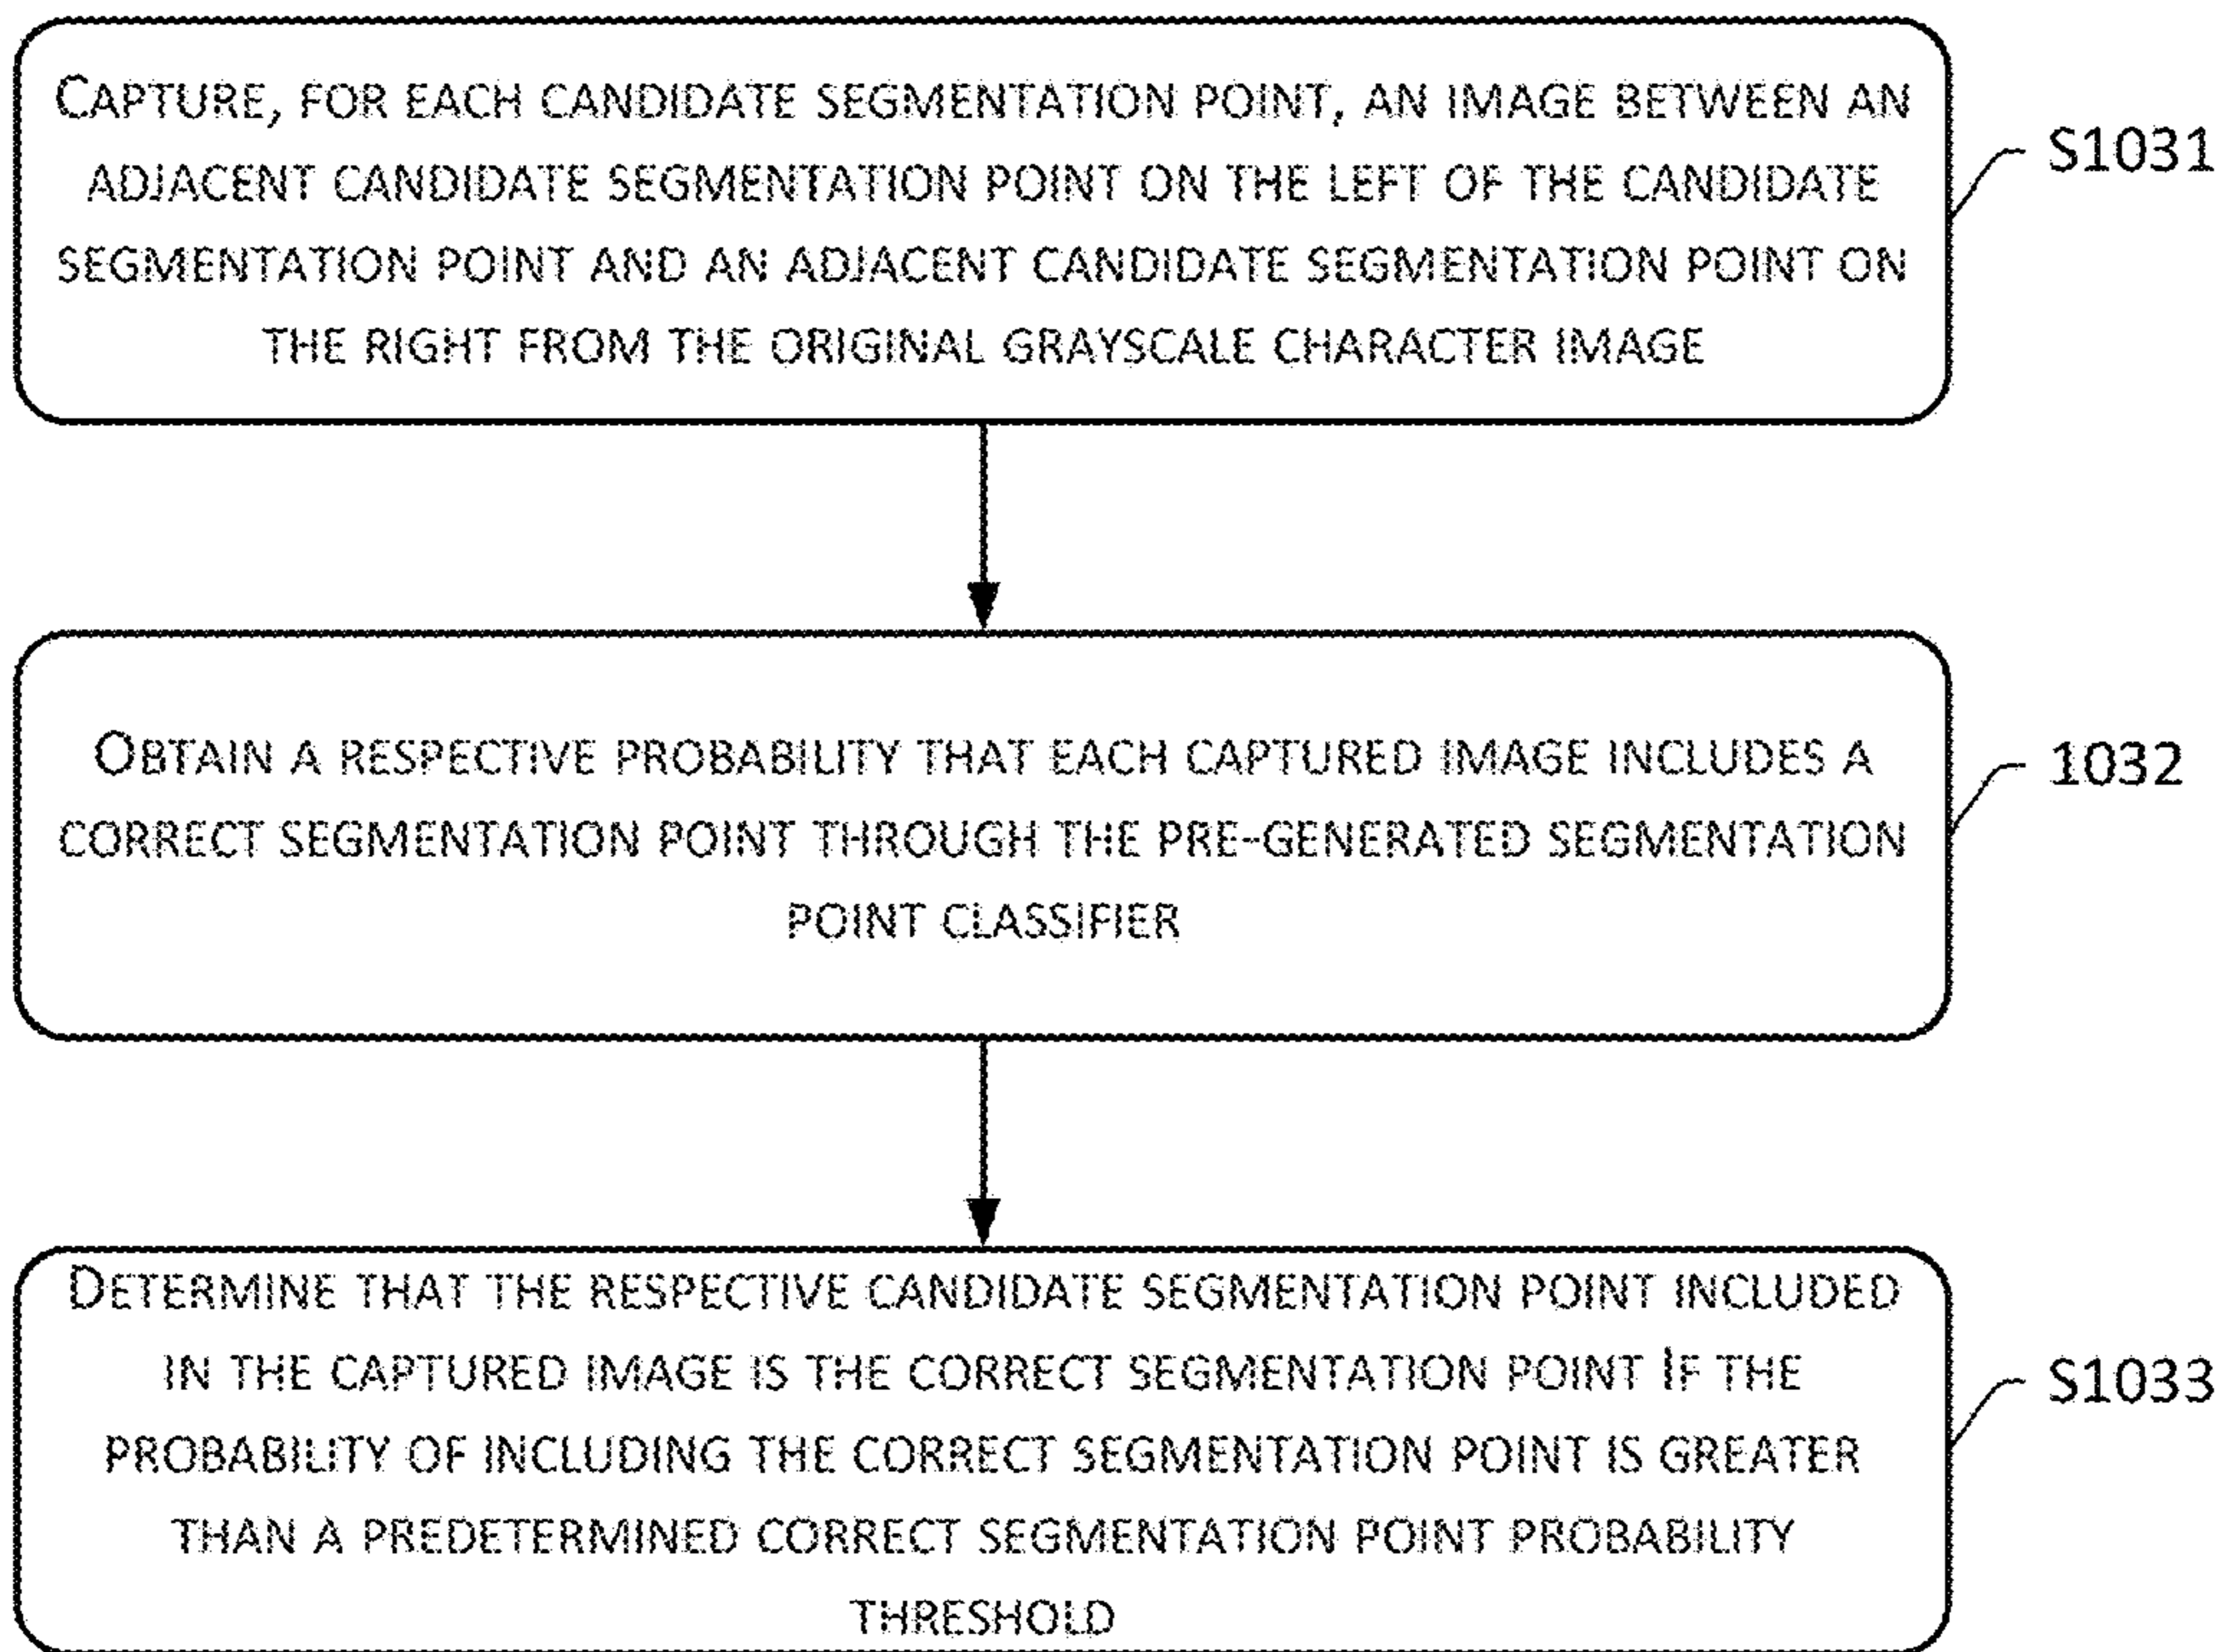 CAPTURE, FOR EACH CANDIDATE SEGMENTATION POINT, AN IMAGE BETWEEN AN
ADJACENT CANDIDATE SEGMENTATION POINT ON THE LEFT OF THE CANDIDATE
SEGMENTATION POINT AND AN ADJACENT CANDIDATE SEGMENTATION POINT ON
THE RIGHT FROM THE ORIGINAL GRAYSCALE CHARACTER IMAGE
S1031
OBTAIN A RESPECTIVE PROBABILITY THAT EACH CAPTURED IMAGE INCLUDES A
CORRECT SEGMENTATION POINT THROUGH THE PRE-GENERATED SEGMENTATION
POINT CLASSIFIER
1032
DETERMINE THAT THE RESPECTIVE CANDIDATE SEGMENTATION POINT INCLUDED
IN THE CAPTURED IMAGE IS THE CORRECT SEGMENTATION POINT IF THE
PROBABILITY OF INCLUDING THE CORRECT SEGMENTATION POINT IS GREATER
THAN A PREDETERMINED CORRECT SEGMENTATION POINT PROBABILITY
THRESHOLD
S1033